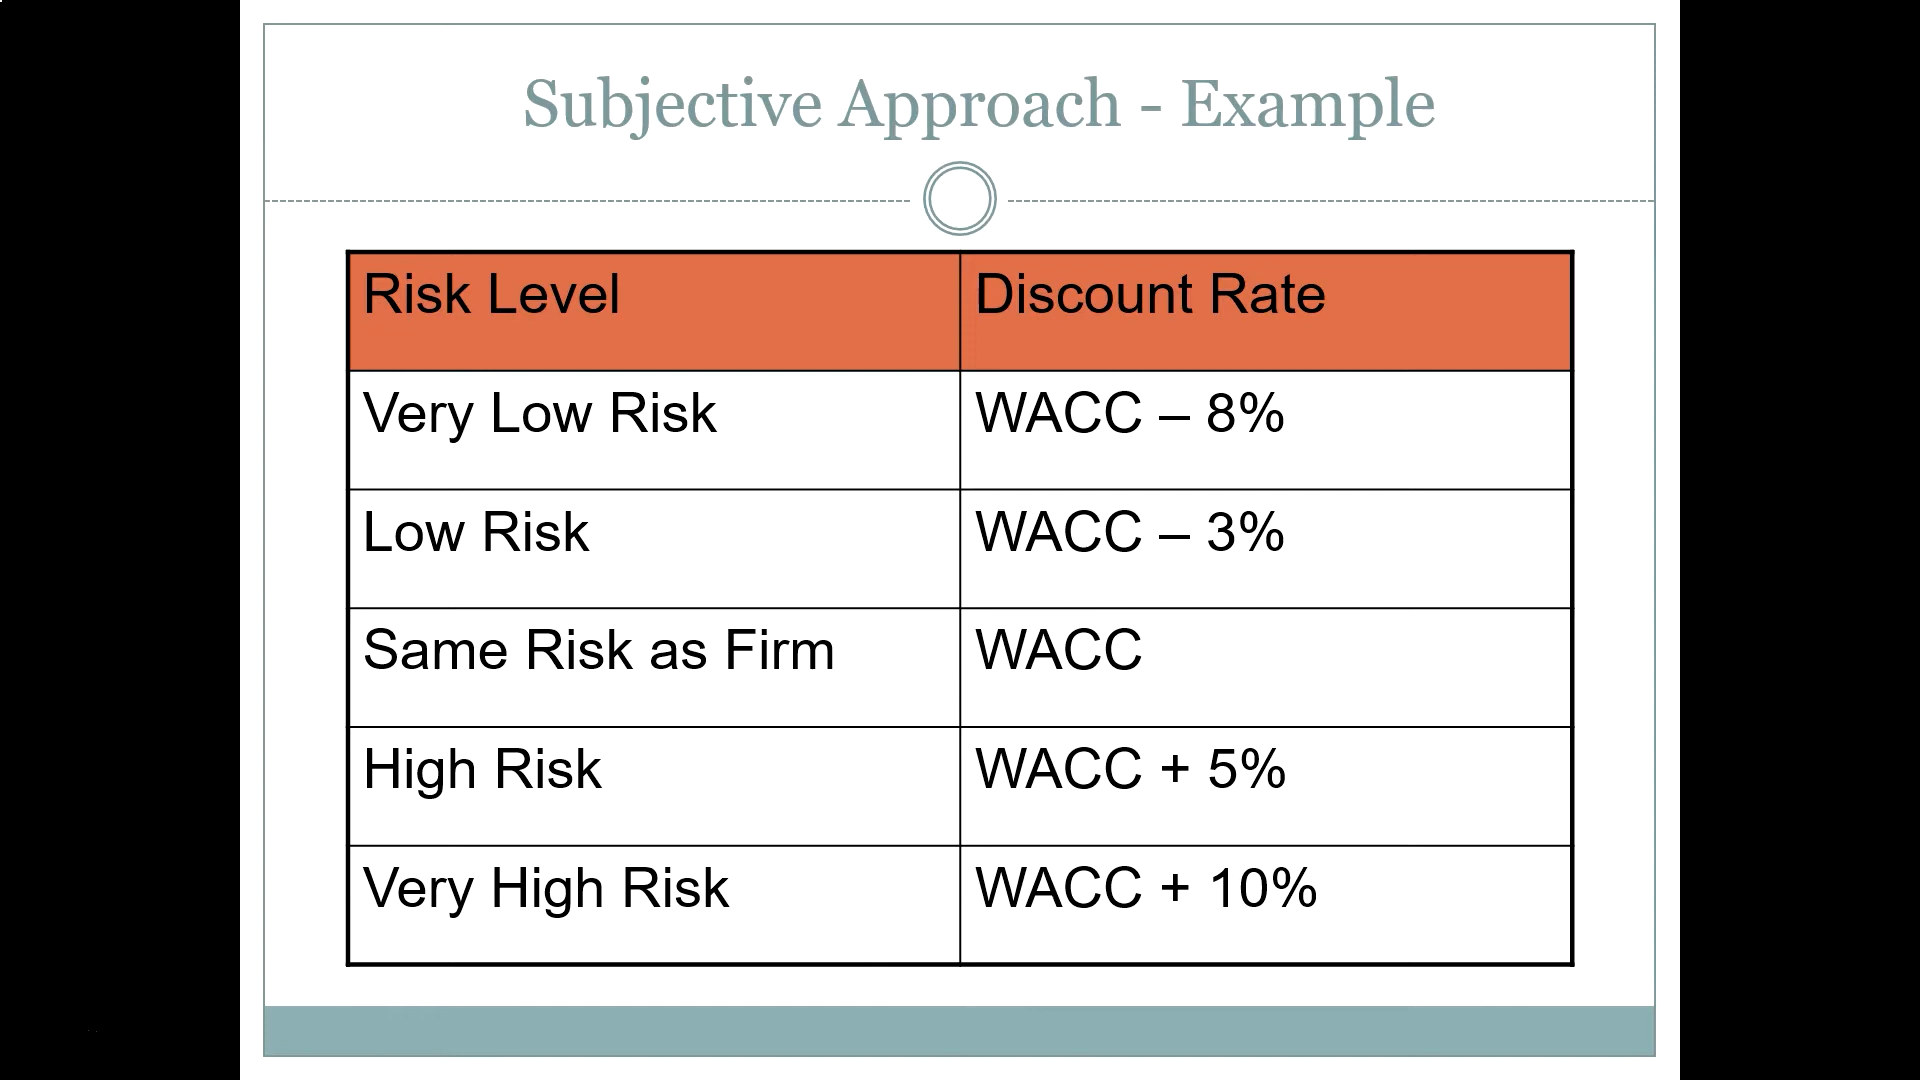 Subjective Approach - Example
Risk Level Discount Rate
Very Low Risk WACC – 8%
Low Risk WACC – 3%
Same Risk as Firm WACC
High Risk WACC + 5%
Very High Risk WACC + 10%